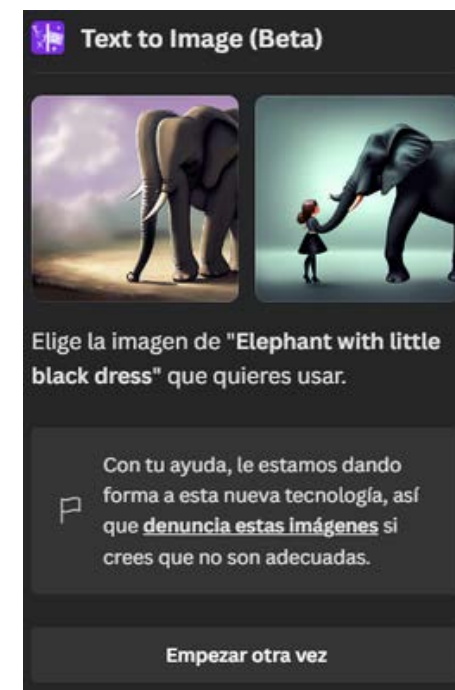 Text to Image (Beta)
Elige la imagen de "Elephant with little
black dress" que quieres usar.
Con tu ayuda, le estamos dando
forma a esta nueva tecnología, así
que denuncia estas imágenes si
crees que no son adecuadas.
Empezar otra vez